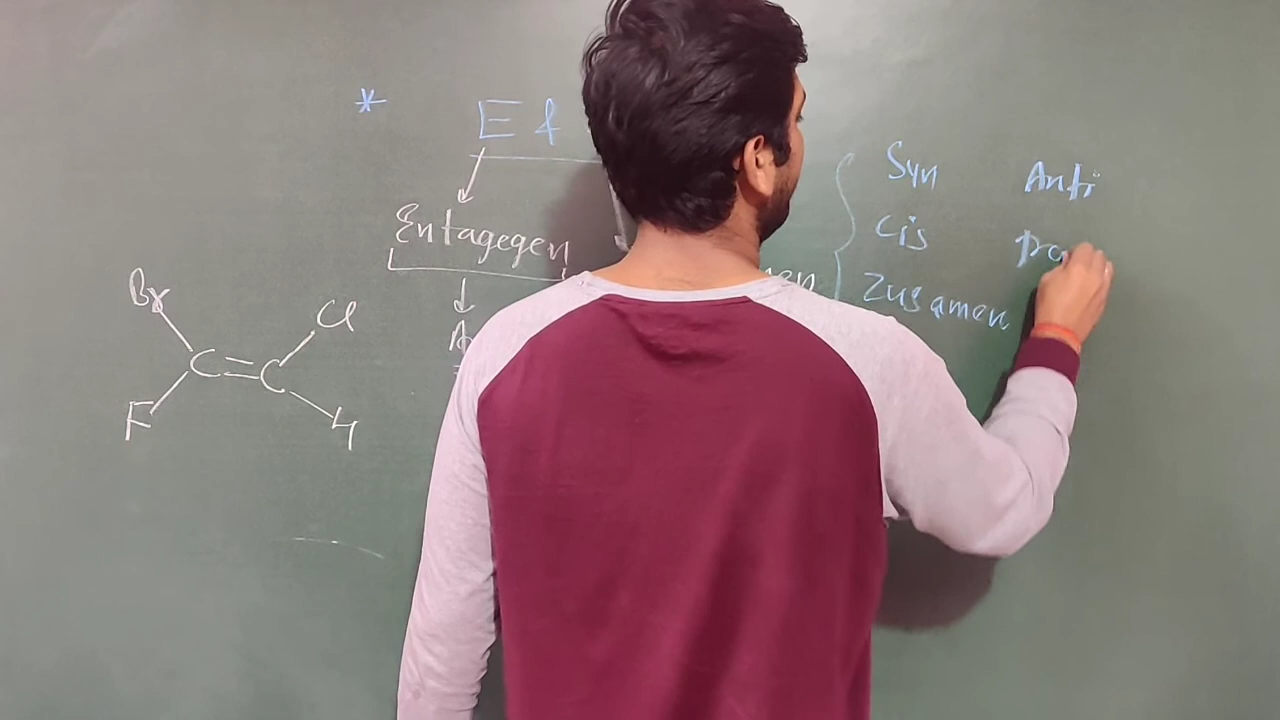 * E &
Syn Anti
Entagegen
Cis
Zusamen
Br Cl
C=C
F H